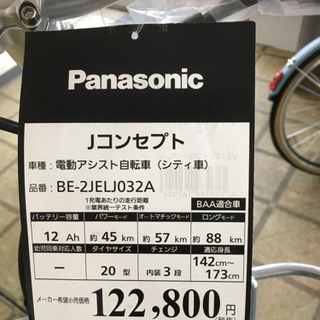 Panasonic
Jコンセプト
車種：電動アシスト自転車（シティ車）
品番：BE-2JELJ032A
1充電あたりの走行距離
※業界統一テスト条件
BAA適合車
バッテリー容量 パワーモード オートマチックモード ロングモード
12 Ah 約 45 km 約 57 km 約 88 km
幼児同乗対応人数 タイヤサイズ チェンジ 適応身長
－ 20 型 内装 3 段 142cm～
173cm
メーカー希望小売価格 122,800円